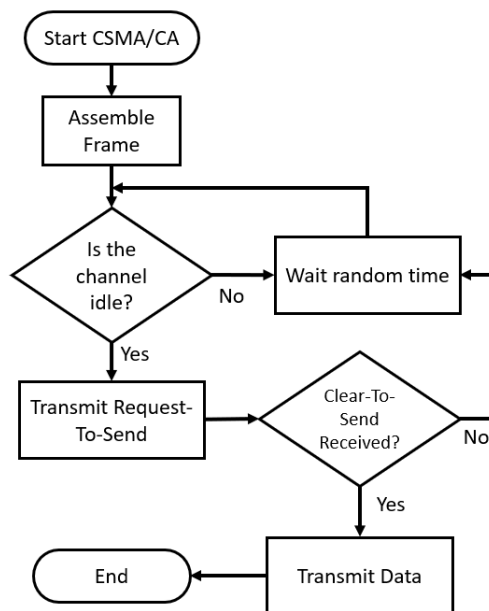 Start CSMA/CA
Assemble
Frame
Is the
channel
idle?
No
Wait random time
Yes
Transmit Request-
To-Send
Clear-To-
Send
Received?
No
Yes
Transmit Data
End